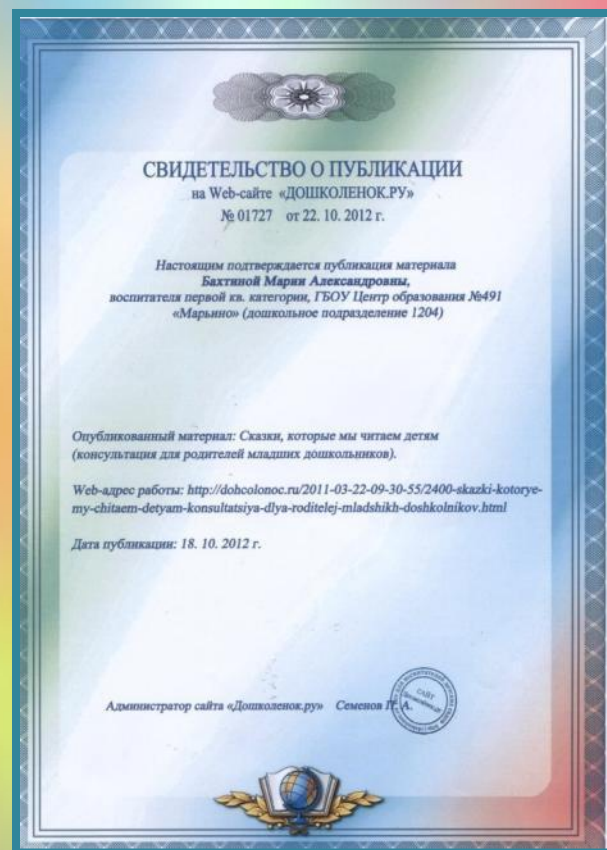 СВИДЕТЕЛЬСТВО О ПУБЛИКАЦИИ
на Web-сайте «ДОШКОЛЕНОК.РУ»
№ 01727 от 22. 10. 2012 г.
Настоящим подтверждается публикация материала
Бахтиной Марии Александровны,
воспитателя первой кв. категории, ГБОУ Центр образования №491
«Марьино» (дошкольное подразделение 1204)
Опубликованный материал: Сказки, которые мы читаем детям
(консультация для родителей младших дошкольников).
Web-адрес работы: http://dohcolonoc.ru/2011-03-22-09-30-55/2400-skazki-kotorye-
my-chitaem-detyam-konsultatsiya-dlya-roditelej-mladshikh-doshkolnikov.html
Дата публикации: 18. 10. 2012 г.
Администратор сайта «Дошколенок.ру» Семенов П. А.
САЙТ